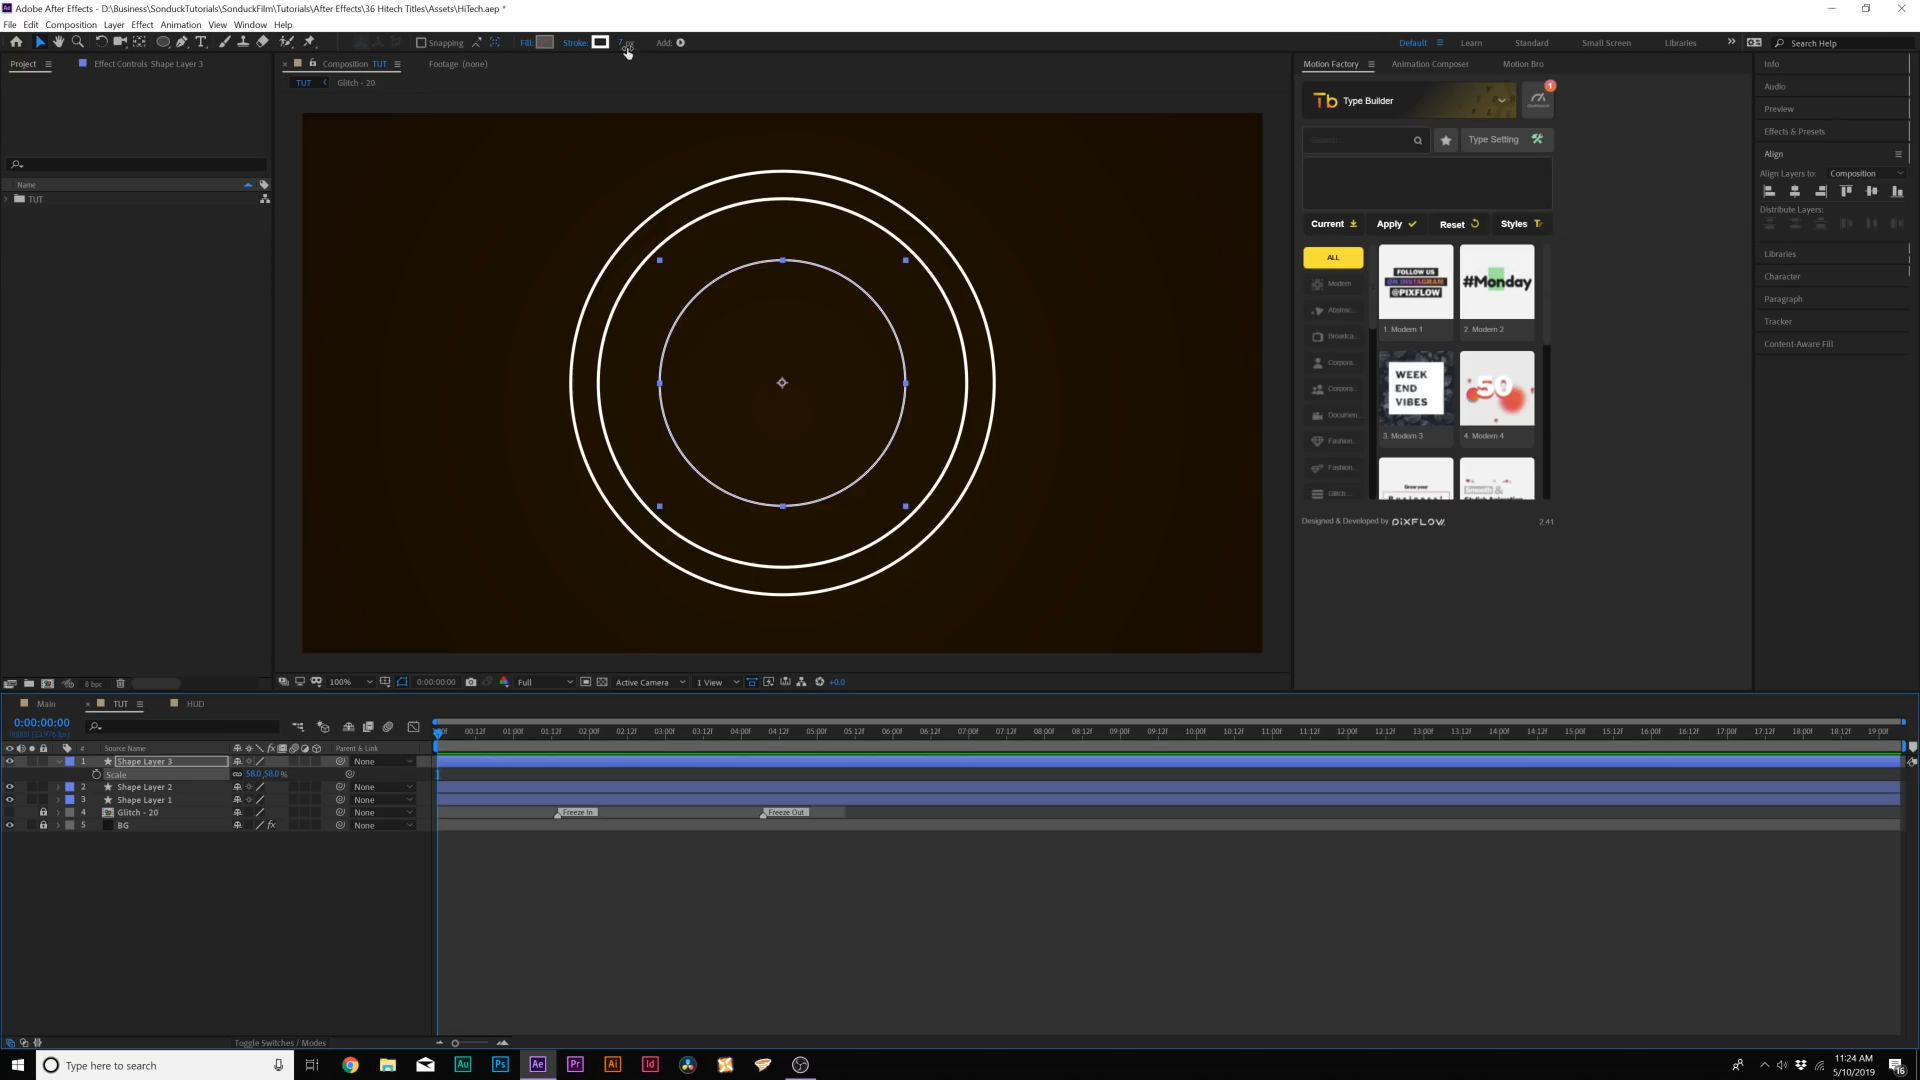 Adobe After Effects - D:\Business\SonduckTutorials\SonduckFilm\Tutorials\After Effects\36 Hitech Titles\Assets\HiTech.aep *
File Edit Composition Layer Effect Animation View Window Help
Snapping Fill: Stroke: 7 px Add: Default Learn Standard Small Screen Libraries Search Help
Project Effect Controls Shape Layer 3 Composition TUT Footage (none) Motion Factory Animation Composer Motion Bro Info
TUT Glitch - 20
Audio
Type Builder 1
Preview
Effects & Presets
Type Setting
Align
Align Layers to: Composition
Name
TUT
Distribute Layers:
Current Apply Reset Styles
ALL
Modern
Abstrac...
Broadca...
Corpora...
Corpora...
Documen...
Fashion...
Fashion...
Glitch...
FOLLOW US
ON INSTAGRAM
@PIXFLOW
#Monday
1. Modern 1 2. Modern 2
WEEK
END
VIBES
50
3. Modern 3 4. Modern 4
Grow your
Libraries
Character
Paragraph
Tracker
Content-Aware Fill
Designed & Developed by PIXFLOW. 2.41
8 bpc 100% 0:00:00:00 Full Active Camera 1 View +0.0
Main TUT HUD
0:00:00:00
00:12f 01:00f 01:12f 02:00f 02:12f 03:00f 03:12f 04:00f 04:12f 05:00f 05:12f 06:00f 06:12f 07:00f 07:12f 08:00f 08:12f 09:00f 09:12f 10:00f 10:12f 11:00f 11:12f 12:00f 12:12f 13:00f 13:12f 14:00f 14:12f 15:00f 15:12f 16:00f 16:12f 17:00f 17:12f 18:00f 18:12f 19:00f
# Source Name Parent & Link
1 Shape Layer 3 None
Scale 58.0,58.0 %
2 Shape Layer 2 None
3 Shape Layer 1 None
4 Glitch - 20 None Freeze In Freeze Out
5 BG None
Toggle Switches / Modes
Type here to search
11:24 AM
5/10/2019
16